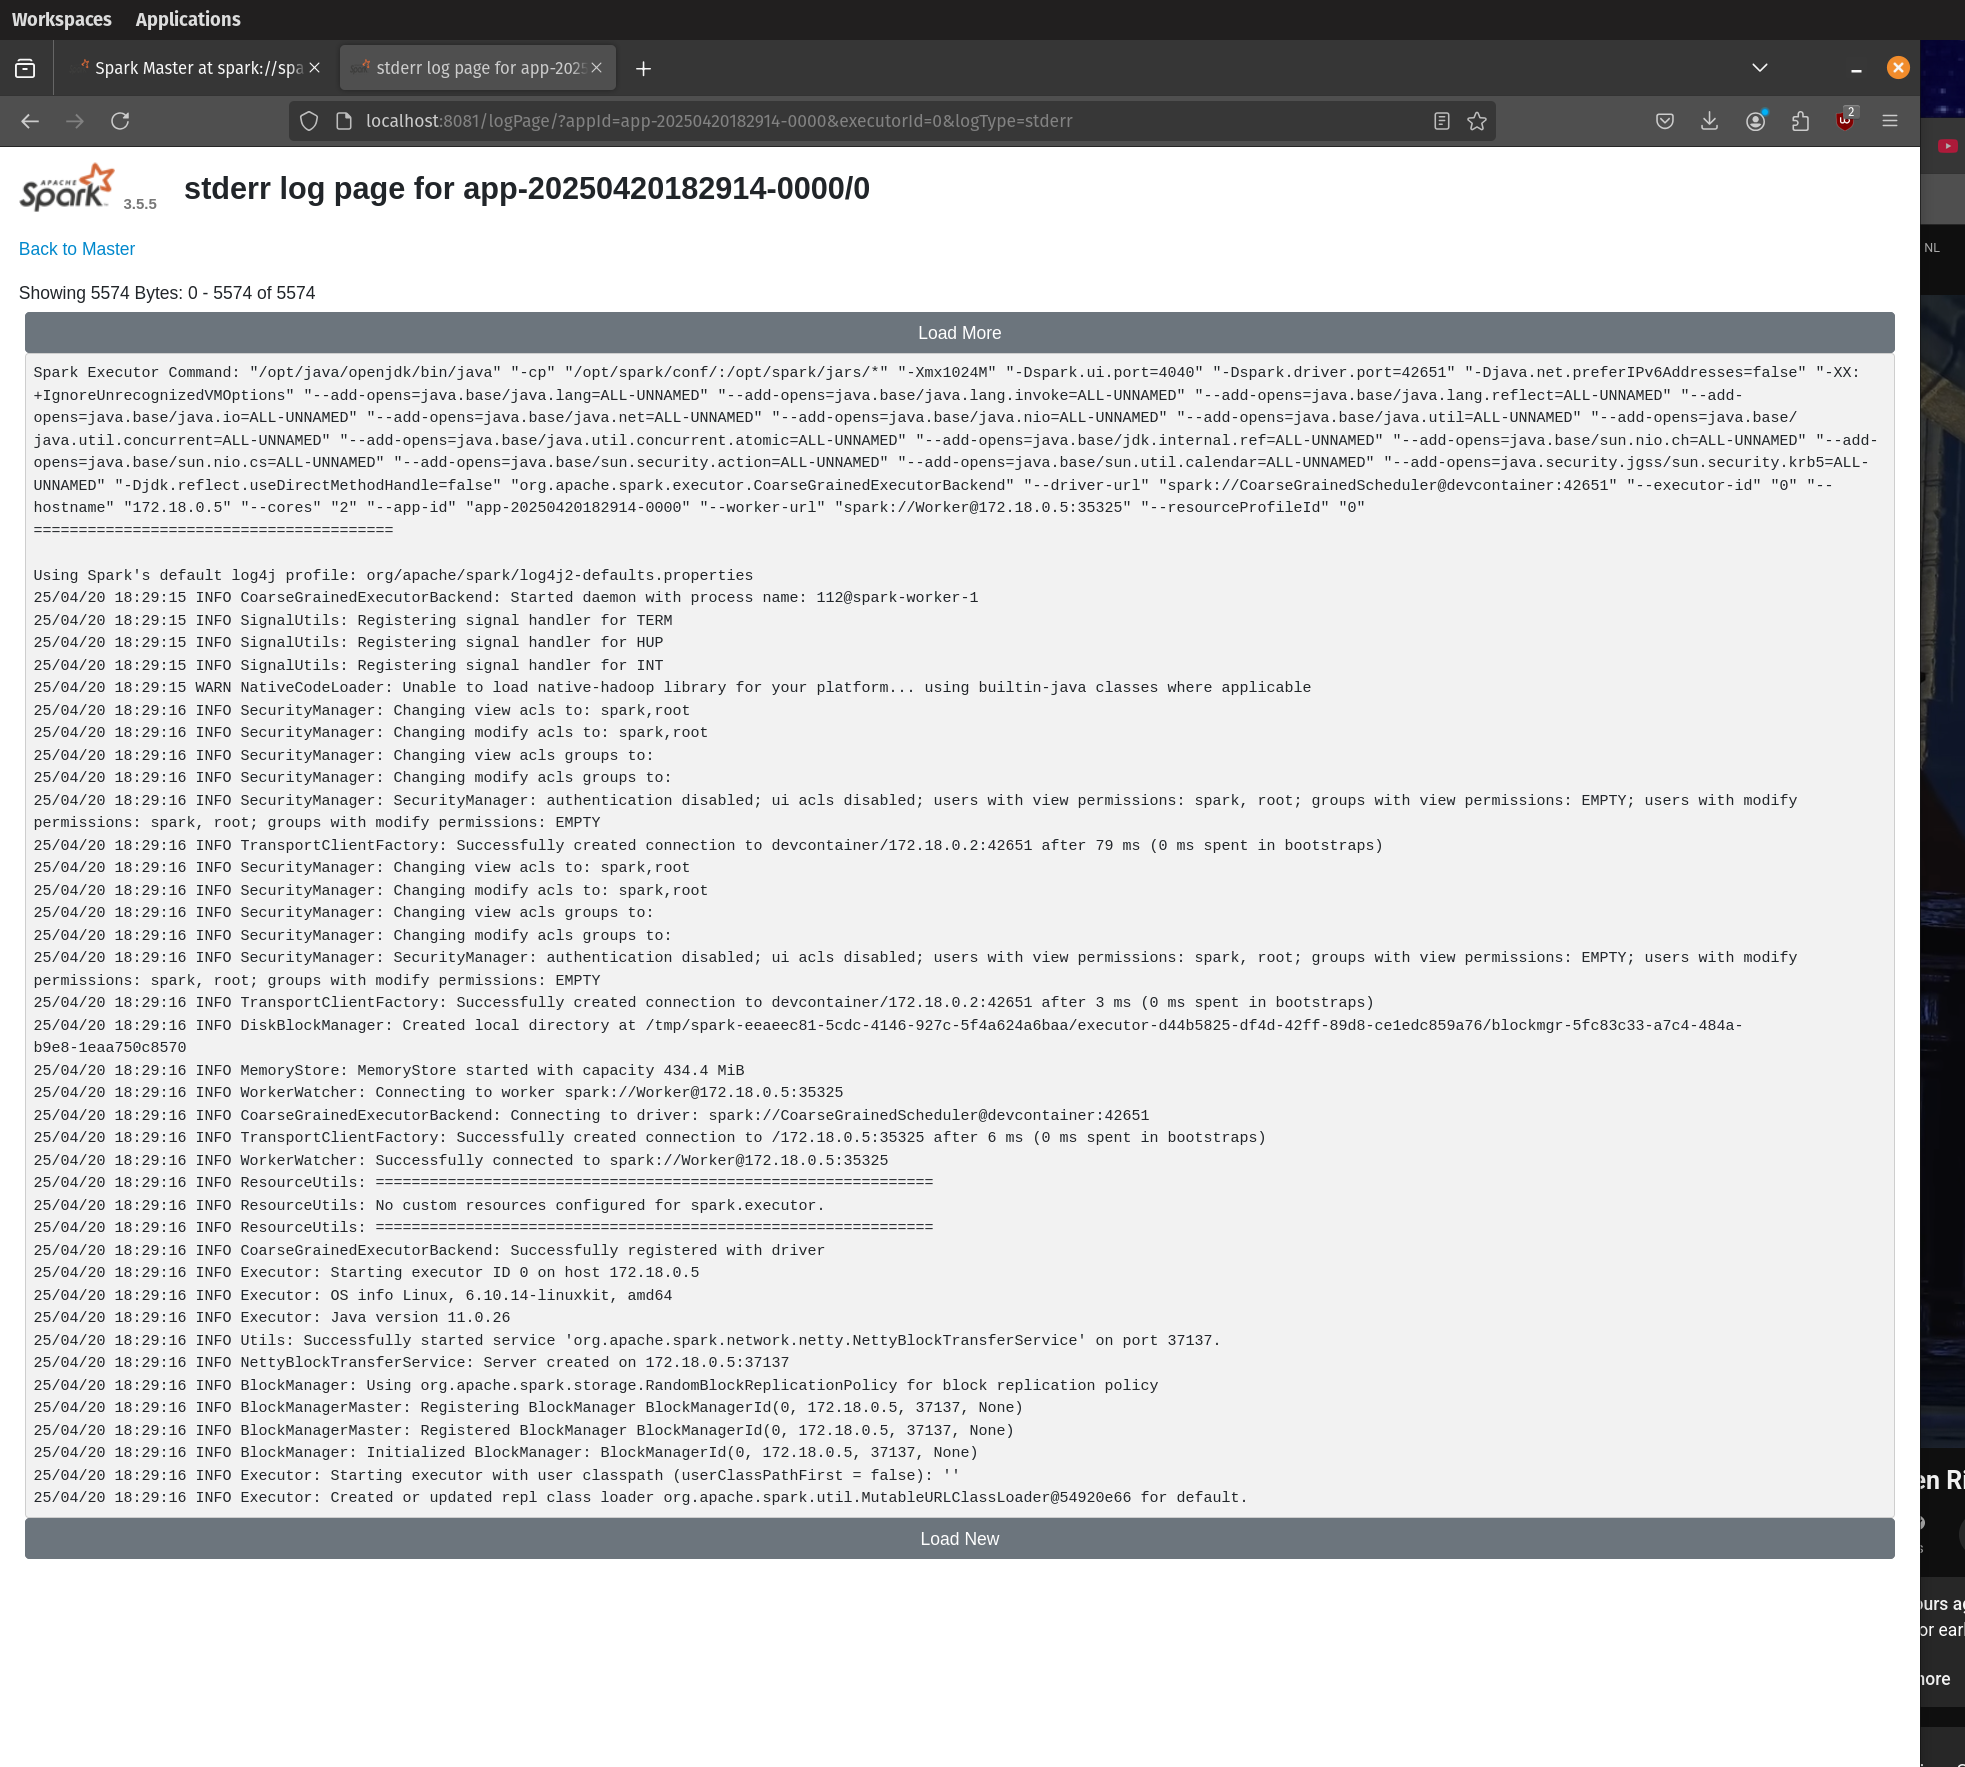 Workspaces Applications
Spark Master at spark://spa
stderr log page for app-2025
localhost:8081/logPage/?appId=app-20250420182914-0000&executorId=0&logType=stderr
2
APACHE
Spark 3.5.5
stderr log page for app-20250420182914-0000/0
NL
Back to Master
Showing 5574 Bytes: 0 - 5574 of 5574
Load More
Spark Executor Command: "/opt/java/openjdk/bin/java" "-cp" "/opt/spark/conf/:/opt/spark/jars/*" "-Xmx1024M" "-Dspark.ui.port=4040" "-Dspark.driver.port=42651" "-Djava.net.preferIPv6Addresses=false" "-XX:
+IgnoreUnrecognizedVMOptions" "--add-opens=java.base/java.lang=ALL-UNNAMED" "--add-opens=java.base/java.lang.invoke=ALL-UNNAMED" "--add-opens=java.base/java.lang.reflect=ALL-UNNAMED" "--add-
opens=java.base/java.io=ALL-UNNAMED" "--add-opens=java.base/java.net=ALL-UNNAMED" "--add-opens=java.base/java.nio=ALL-UNNAMED" "--add-opens=java.base/java.util=ALL-UNNAMED" "--add-opens=java.base/
java.util.concurrent=ALL-UNNAMED" "--add-opens=java.base/java.util.concurrent.atomic=ALL-UNNAMED" "--add-opens=java.base/jdk.internal.ref=ALL-UNNAMED" "--add-opens=java.base/sun.nio.ch=ALL-UNNAMED" "--add-
opens=java.base/sun.nio.cs=ALL-UNNAMED" "--add-opens=java.base/sun.security.action=ALL-UNNAMED" "--add-opens=java.base/sun.util.calendar=ALL-UNNAMED" "--add-opens=java.security.jgss/sun.security.krb5=ALL-
UNNAMED" "-Djdk.reflect.useDirectMethodHandle=false" "org.apache.spark.executor.CoarseGrainedExecutorBackend" "--driver-url" "spark://CoarseGrainedScheduler@devcontainer:42651" "--executor-id" "0" "--
hostname" "172.18.0.5" "--cores" "2" "--app-id" "app-20250420182914-0000" "--worker-url" "spark://Worker@172.18.0.5:35325" "--resourceProfileId" "0"
========================================
Using Spark's default log4j profile: org/apache/spark/log4j2-defaults.properties
25/04/20 18:29:15 INFO CoarseGrainedExecutorBackend: Started daemon with process name: 112@spark-worker-1
25/04/20 18:29:15 INFO SignalUtils: Registering signal handler for TERM
25/04/20 18:29:15 INFO SignalUtils: Registering signal handler for HUP
25/04/20 18:29:15 INFO SignalUtils: Registering signal handler for INT
25/04/20 18:29:15 WARN NativeCodeLoader: Unable to load native-hadoop library for your platform... using builtin-java classes where applicable
25/04/20 18:29:16 INFO SecurityManager: Changing view acls to: spark,root
25/04/20 18:29:16 INFO SecurityManager: Changing modify acls to: spark,root
25/04/20 18:29:16 INFO SecurityManager: Changing view acls groups to:
25/04/20 18:29:16 INFO SecurityManager: Changing modify acls groups to:
25/04/20 18:29:16 INFO SecurityManager: SecurityManager: authentication disabled; ui acls disabled; users with view permissions: spark, root; groups with view permissions: EMPTY; users with modify
permissions: spark, root; groups with modify permissions: EMPTY
25/04/20 18:29:16 INFO TransportClientFactory: Successfully created connection to devcontainer/172.18.0.2:42651 after 79 ms (0 ms spent in bootstraps)
25/04/20 18:29:16 INFO SecurityManager: Changing view acls to: spark,root
25/04/20 18:29:16 INFO SecurityManager: Changing modify acls to: spark,root
25/04/20 18:29:16 INFO SecurityManager: Changing view acls groups to:
25/04/20 18:29:16 INFO SecurityManager: Changing modify acls groups to:
25/04/20 18:29:16 INFO SecurityManager: SecurityManager: authentication disabled; ui acls disabled; users with view permissions: spark, root; groups with view permissions: EMPTY; users with modify
permissions: spark, root; groups with modify permissions: EMPTY
25/04/20 18:29:16 INFO TransportClientFactory: Successfully created connection to devcontainer/172.18.0.2:42651 after 3 ms (0 ms spent in bootstraps)
25/04/20 18:29:16 INFO DiskBlockManager: Created local directory at /tmp/spark-eeaeec81-5cdc-4146-927c-5f4a624a6baa/executor-d44b5825-df4d-42ff-89d8-ce1edc859a76/blockmgr-5fc83c33-a7c4-484a-
b9e8-1eaa750c8570
25/04/20 18:29:16 INFO MemoryStore: MemoryStore started with capacity 434.4 MiB
25/04/20 18:29:16 INFO WorkerWatcher: Connecting to worker spark://Worker@172.18.0.5:35325
25/04/20 18:29:16 INFO CoarseGrainedExecutorBackend: Connecting to driver: spark://CoarseGrainedScheduler@devcontainer:42651
25/04/20 18:29:16 INFO TransportClientFactory: Successfully created connection to /172.18.0.5:35325 after 6 ms (0 ms spent in bootstraps)
25/04/20 18:29:16 INFO WorkerWatcher: Successfully connected to spark://Worker@172.18.0.5:35325
25/04/20 18:29:16 INFO ResourceUtils: ==============================================================
25/04/20 18:29:16 INFO ResourceUtils: No custom resources configured for spark.executor.
25/04/20 18:29:16 INFO ResourceUtils: ==============================================================
25/04/20 18:29:16 INFO CoarseGrainedExecutorBackend: Successfully registered with driver
25/04/20 18:29:16 INFO Executor: Starting executor ID 0 on host 172.18.0.5
25/04/20 18:29:16 INFO Executor: OS info Linux, 6.10.14-linuxkit, amd64
25/04/20 18:29:16 INFO Executor: Java version 11.0.26
25/04/20 18:29:16 INFO Utils: Successfully started service 'org.apache.spark.network.netty.NettyBlockTransferService' on port 37137.
25/04/20 18:29:16 INFO NettyBlockTransferService: Server created on 172.18.0.5:37137
25/04/20 18:29:16 INFO BlockManager: Using org.apache.spark.storage.RandomBlockReplicationPolicy for block replication policy
25/04/20 18:29:16 INFO BlockManagerMaster: Registering BlockManager BlockManagerId(0, 172.18.0.5, 37137, None)
25/04/20 18:29:16 INFO BlockManagerMaster: Registered BlockManager BlockManagerId(0, 172.18.0.5, 37137, None)
25/04/20 18:29:16 INFO BlockManager: Initialized BlockManager: BlockManagerId(0, 172.18.0.5, 37137, None)
25/04/20 18:29:16 INFO Executor: Starting executor with user classpath (userClassPathFirst = false): ''
25/04/20 18:29:16 INFO Executor: Created or updated repl class loader org.apache.spark.util.MutableURLClassLoader@54920e66 for default.
Load New
en Ri
ours ag
or earl
more